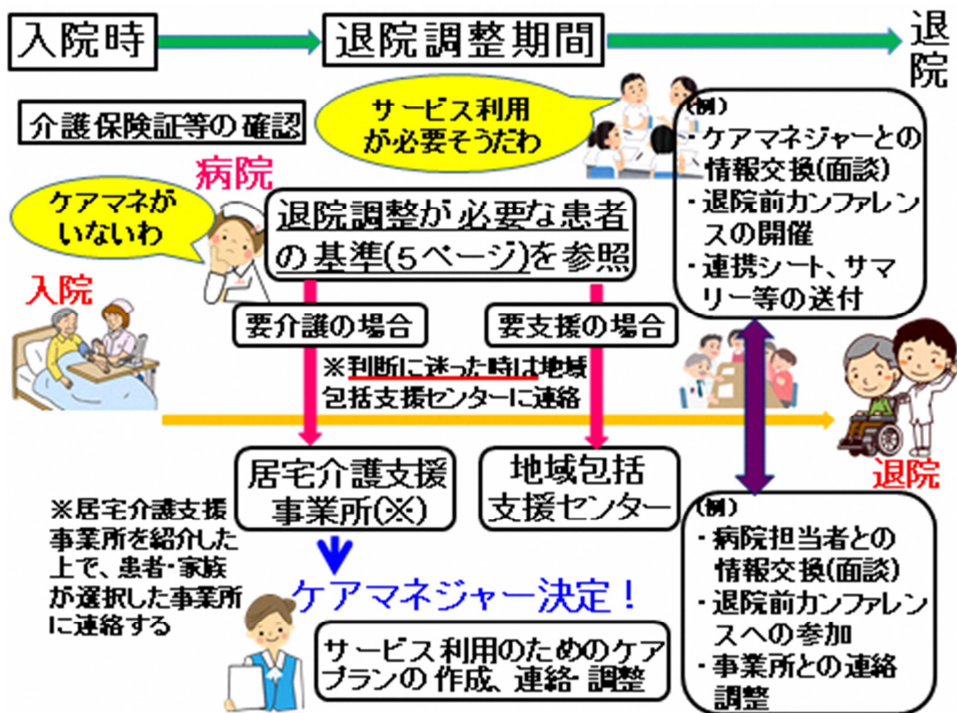 入院時
退院調整期間
退院
介護保険証等の確認
サービス利用
が必要そうだわ
病院
ケアマネが
いないわ
退院調整が必要な患者
の基準(5ページ)を参照
(例)
・ケアマネジャーとの
情報交換(面談)
・退院前カンファレン
スの開催
・連携シート、サマ
リー等の送付
入院
要介護の場合
要支援の場合
※判断に迷った時は地域
包括支援センターに連絡
退院
居宅介護支援
事業所(※)
地域包括
支援センター
※居宅介護支援
事業所を紹介した
上で、患者・家族
が選択した事業所
に連絡する
ケアマネジャー決定！
サービス利用のためのケア
プランの作成、連絡・調整
(例)
・病院担当者との
情報交換(面談)
・退院前カンファレン
スへの参加
・事業所との連絡
調整